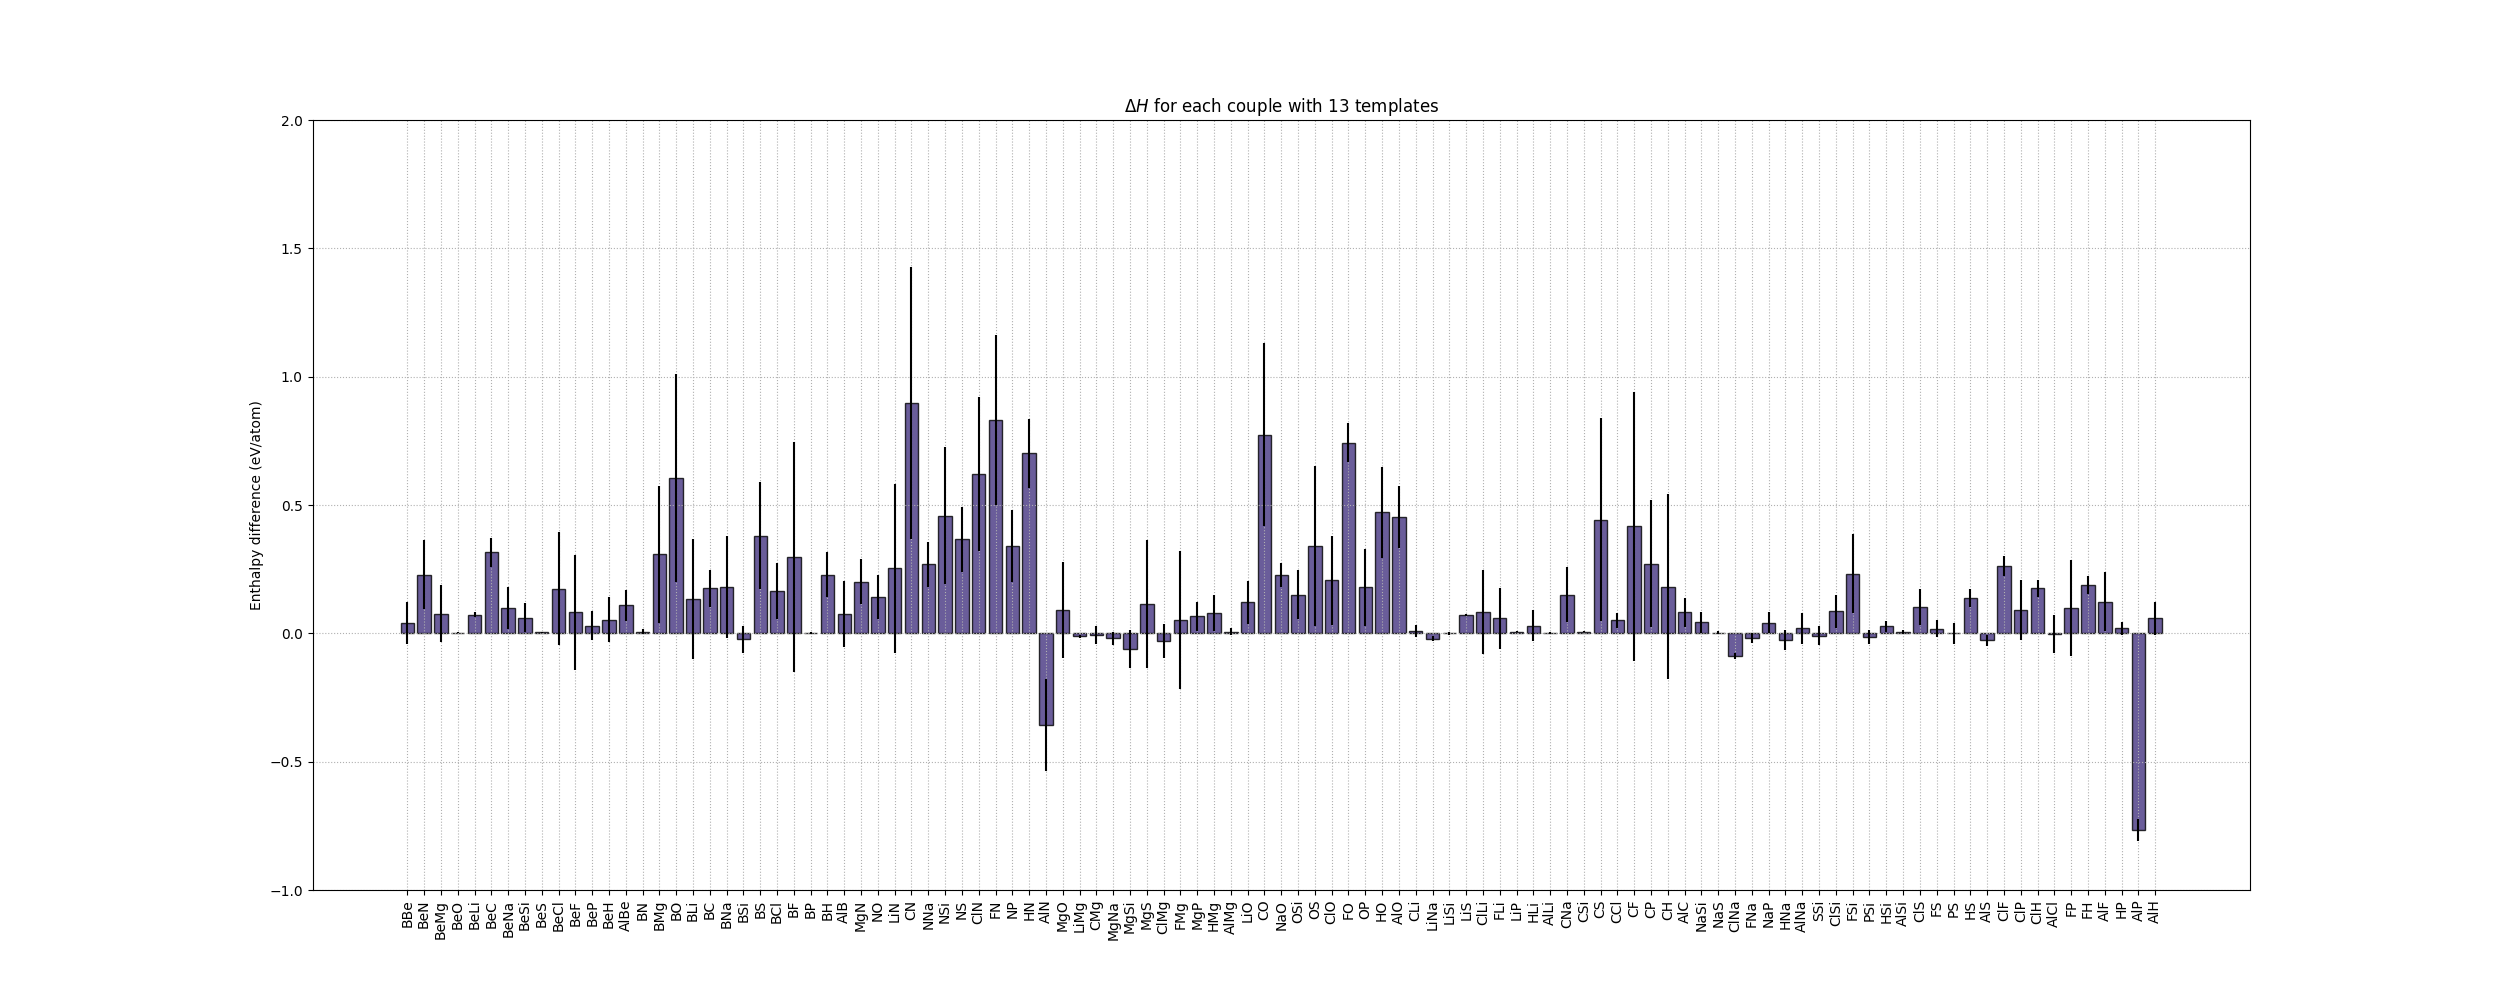 ΔH for each couple with 13 templates
2.0
1.5
1.0
0.5
0.0
−0.5
−1.0
Enthalpy difference (eV/atom)
BBe
BeN
BeMg
BeO
BeLi
BeC
BeNa
BeSi
BeS
BeCl
BeF
BeP
BeH
AlBe
BN
BMg
BO
BLi
BC
BNa
BSi
BS
BCl
BF
BP
BH
AlB
MgN
NO
LiN
CN
NNa
NSi
NS
ClN
FN
NP
HN
AlN
MgO
LiMg
CMg
MgNa
MgSi
MgS
ClMg
FMg
MgP
HMg
AlMg
LiO
CO
NaO
OSi
OS
ClO
FO
OP
HO
AlO
CLi
LiNa
LiSi
LiS
ClLi
FLi
LiP
HLi
AlLi
CNa
CSi
CS
CCl
CF
CP
CH
AlC
NaSi
NaS
ClNa
FNa
NaP
HNa
AlNa
SSi
ClSi
FSi
PSi
HSi
AlSi
ClS
FS
PS
HS
AlS
ClF
ClP
ClH
AlCl
FP
FH
AlF
HP
AlP
AlH